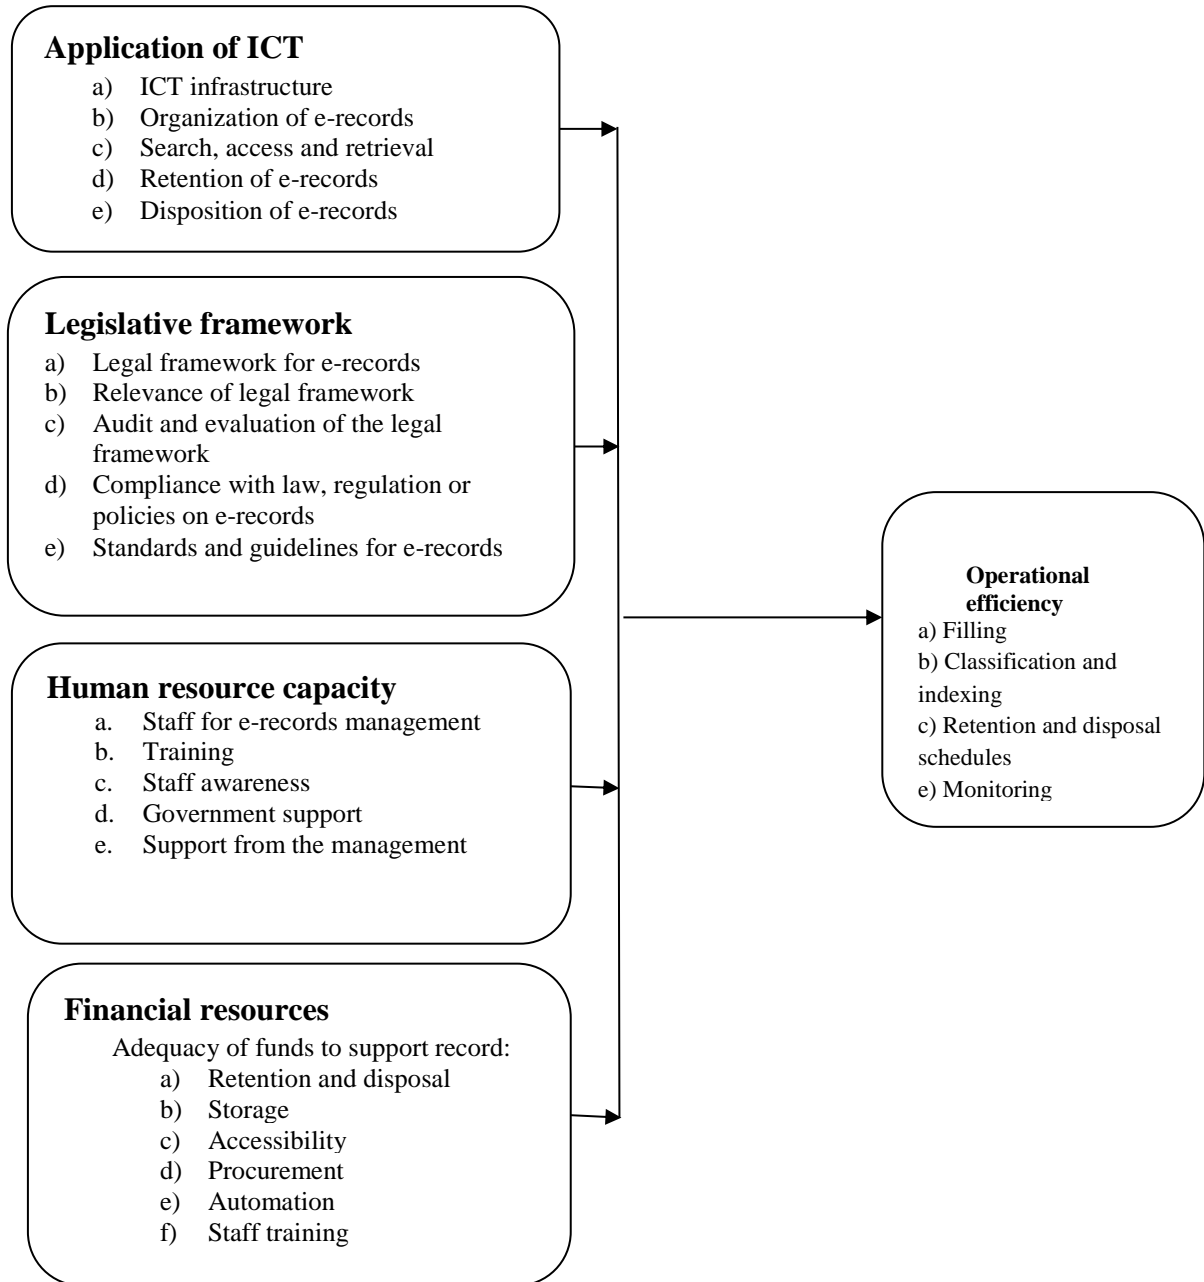 Application of ICT
a) ICT infrastructure
b) Organization of e-records
c) Search, access and retrieval
d) Retention of e-records
e) Disposition of e-records
Legislative framework
a) Legal framework for e-records
b) Relevance of legal framework
c) Audit and evaluation of the legal
framework
d) Compliance with law, regulation or
policies on e-records
e) Standards and guidelines for e-records
Human resource capacity
a. Staff for e-records management
b. Training
c. Staff awareness
d. Government support
e. Support from the management
Financial resources
Adequacy of funds to support record:
a) Retention and disposal
b) Storage
c) Accessibility
d) Procurement
e) Automation
f) Staff training
Operational
efficiency
a) Filling
b) Classification and
indexing
c) Retention and disposal
schedules
e) Monitoring